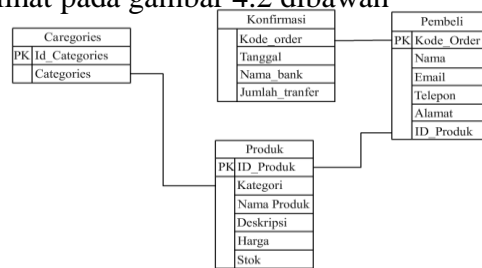 lihat pada gambar 4.2 dibawah
Caregories
PK Id_Categories
Categories
Konfirmasi
Kode_order
Tanggal
Nama_bank
Jumlah_tranfer
Pembeli
PK Kode_Order
Nama
Email
Telepon
Alamat
ID_Produk
Produk
PK ID_Produk
Kategori
Nama Produk
Deskripsi
Harga
Stok